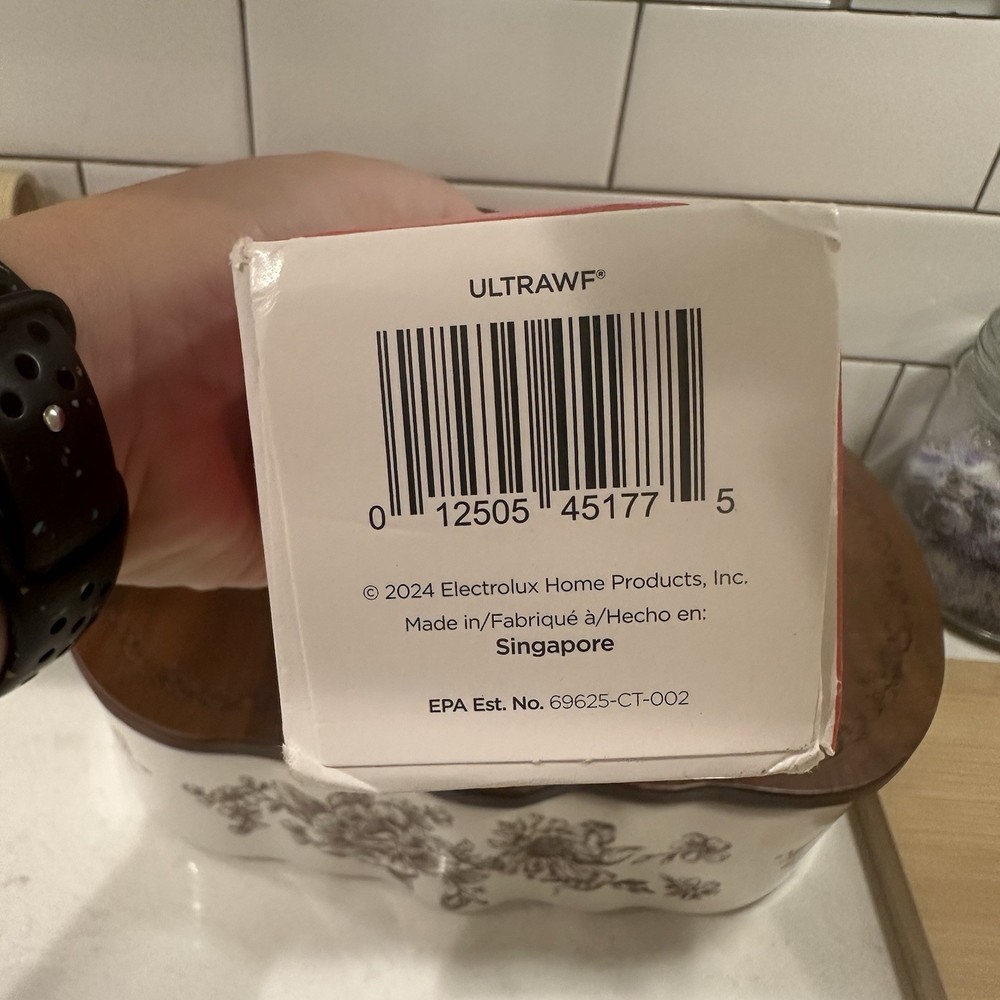 ULTRAWF®
0 12505 45177 5
© 2024 Electrolux Home Products, Inc.
Made in/Fabriqué à/Hecho en:
Singapore
EPA Est. No. 69625-CT-002